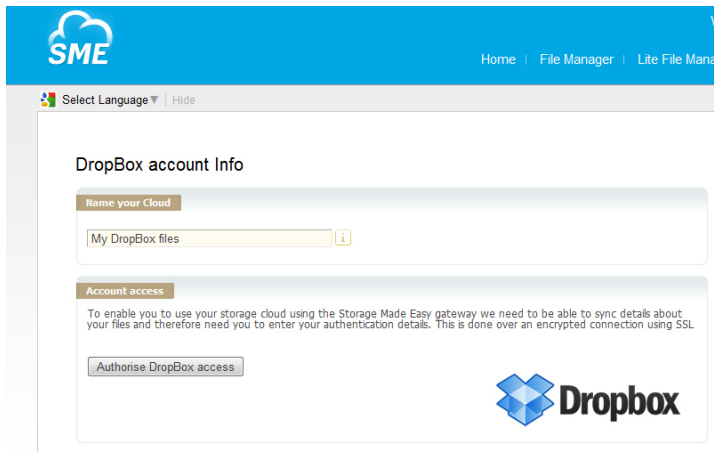 SME
Home | File Manager | Lite File Mana
Select Language ▼ | Hide
DropBox account Info
Name your Cloud
My DropBox files
i
Account access
To enable you to use your storage cloud using the Storage Made Easy gateway we need to be able to sync details about
your files and therefore need you to enter your authentication details. This is done over an encrypted connection using SSL
Authorise DropBox access
Dropbox